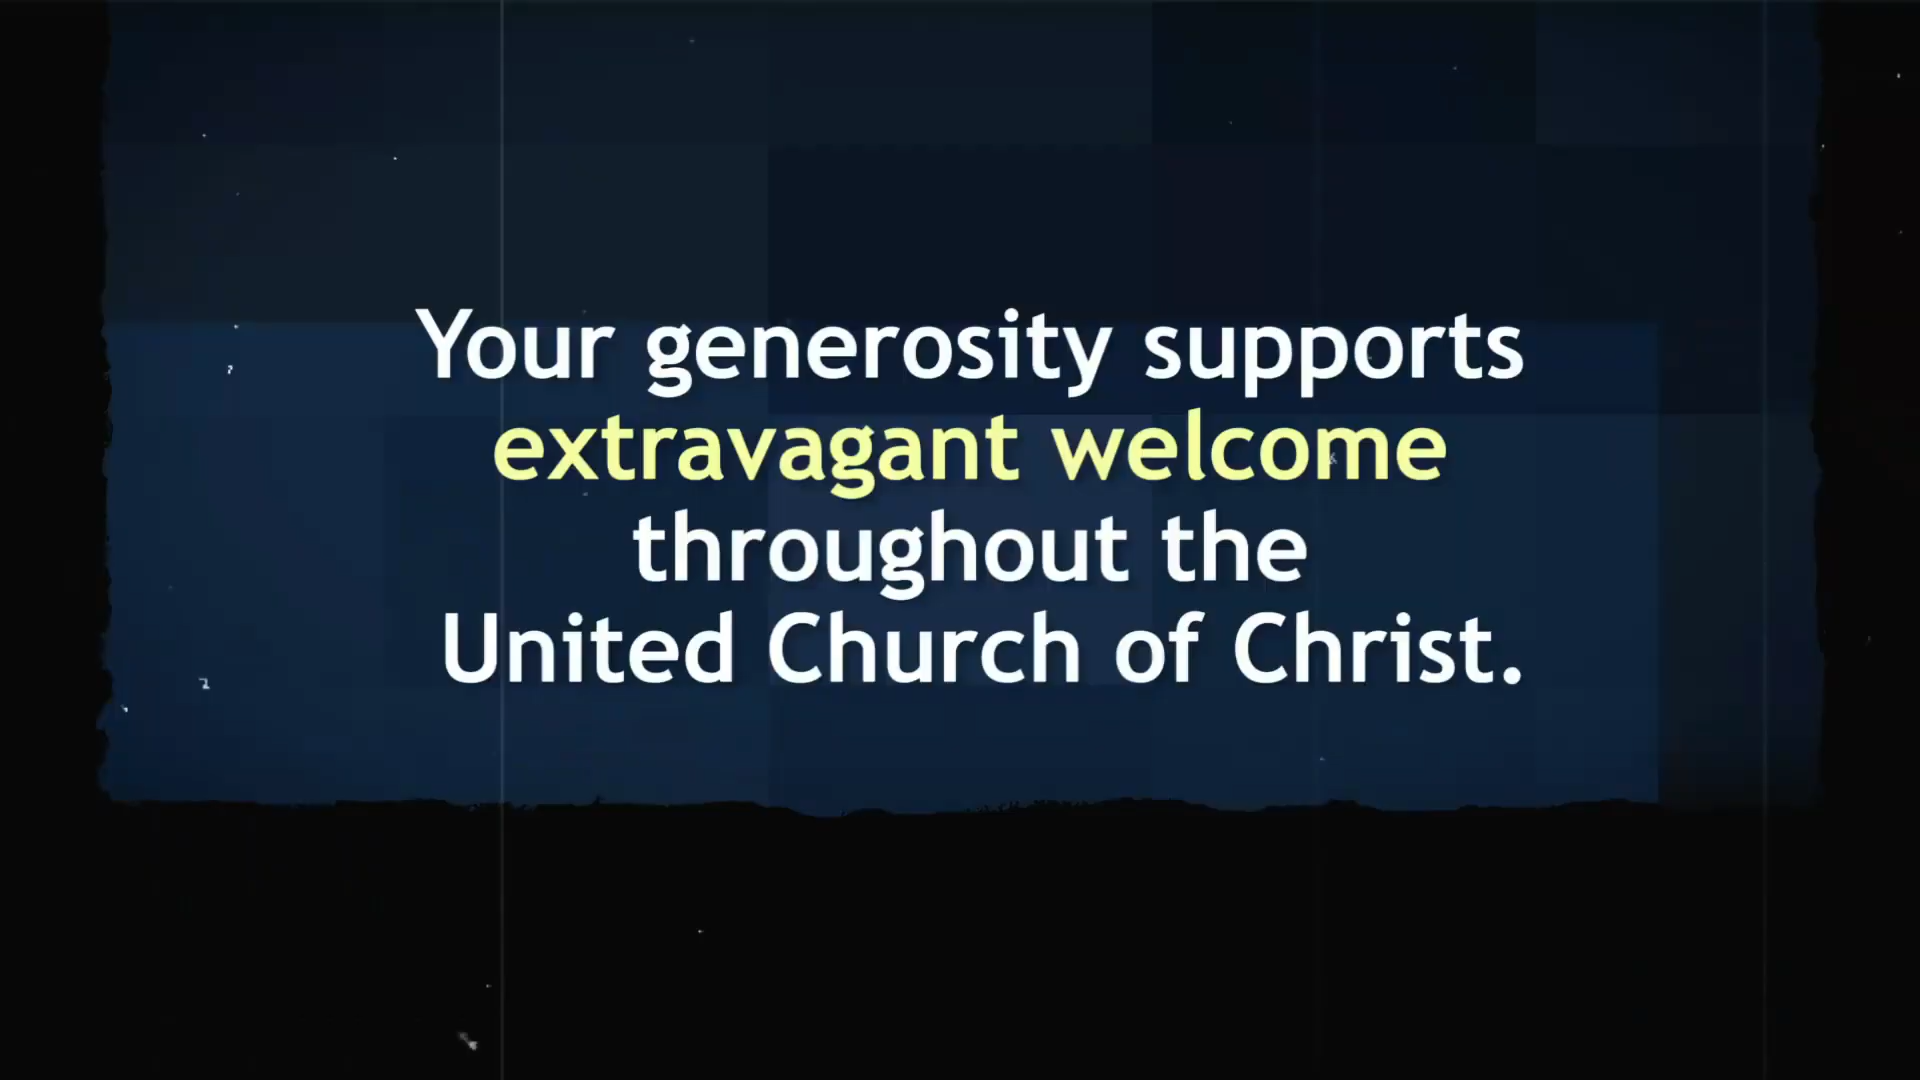 Your generosity supports
extravagant welcome
throughout the
United Church of Christ.